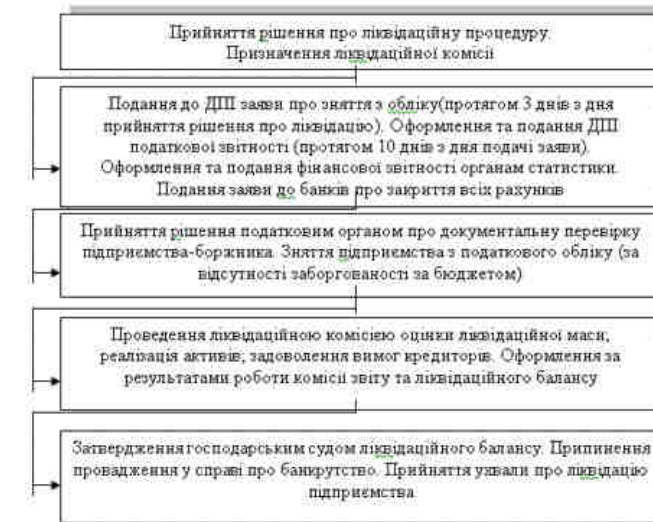 Прийняття рішення про ліквідаційну процедуру.
Призначення ліквідаційної комісії
Подання до ДПІ заяви про зняття з обліку(протягом 3 днів з дня
прийняття рішення про ліквідацію). Оформлення та подання ДПІ
податкової звітності (протягом 10 днів з дня подачі заяви).
Оформлення та подання фінансової звітності органам статистики.
Подання заяви до банків про закриття всіх рахунків
Прийняття рішення податковим органом про документальну перевірку
підприємства-боржника. Зняття підприємства з податкового обліку (за
відсутності заборгованості за бюджетом)
Проведення ліквідаційною комісією оцінки ліквідаційної маси;
реалізація активів; задоволення вимог кредиторів. Оформлення за
результатами роботи комісії звіту та ліквідаційного балансу
Затвердження господарським судом ліквідаційного балансу. Припинення
провадження у справі про банкрутство. Прийняття ухвали про ліквідацію
підприємства